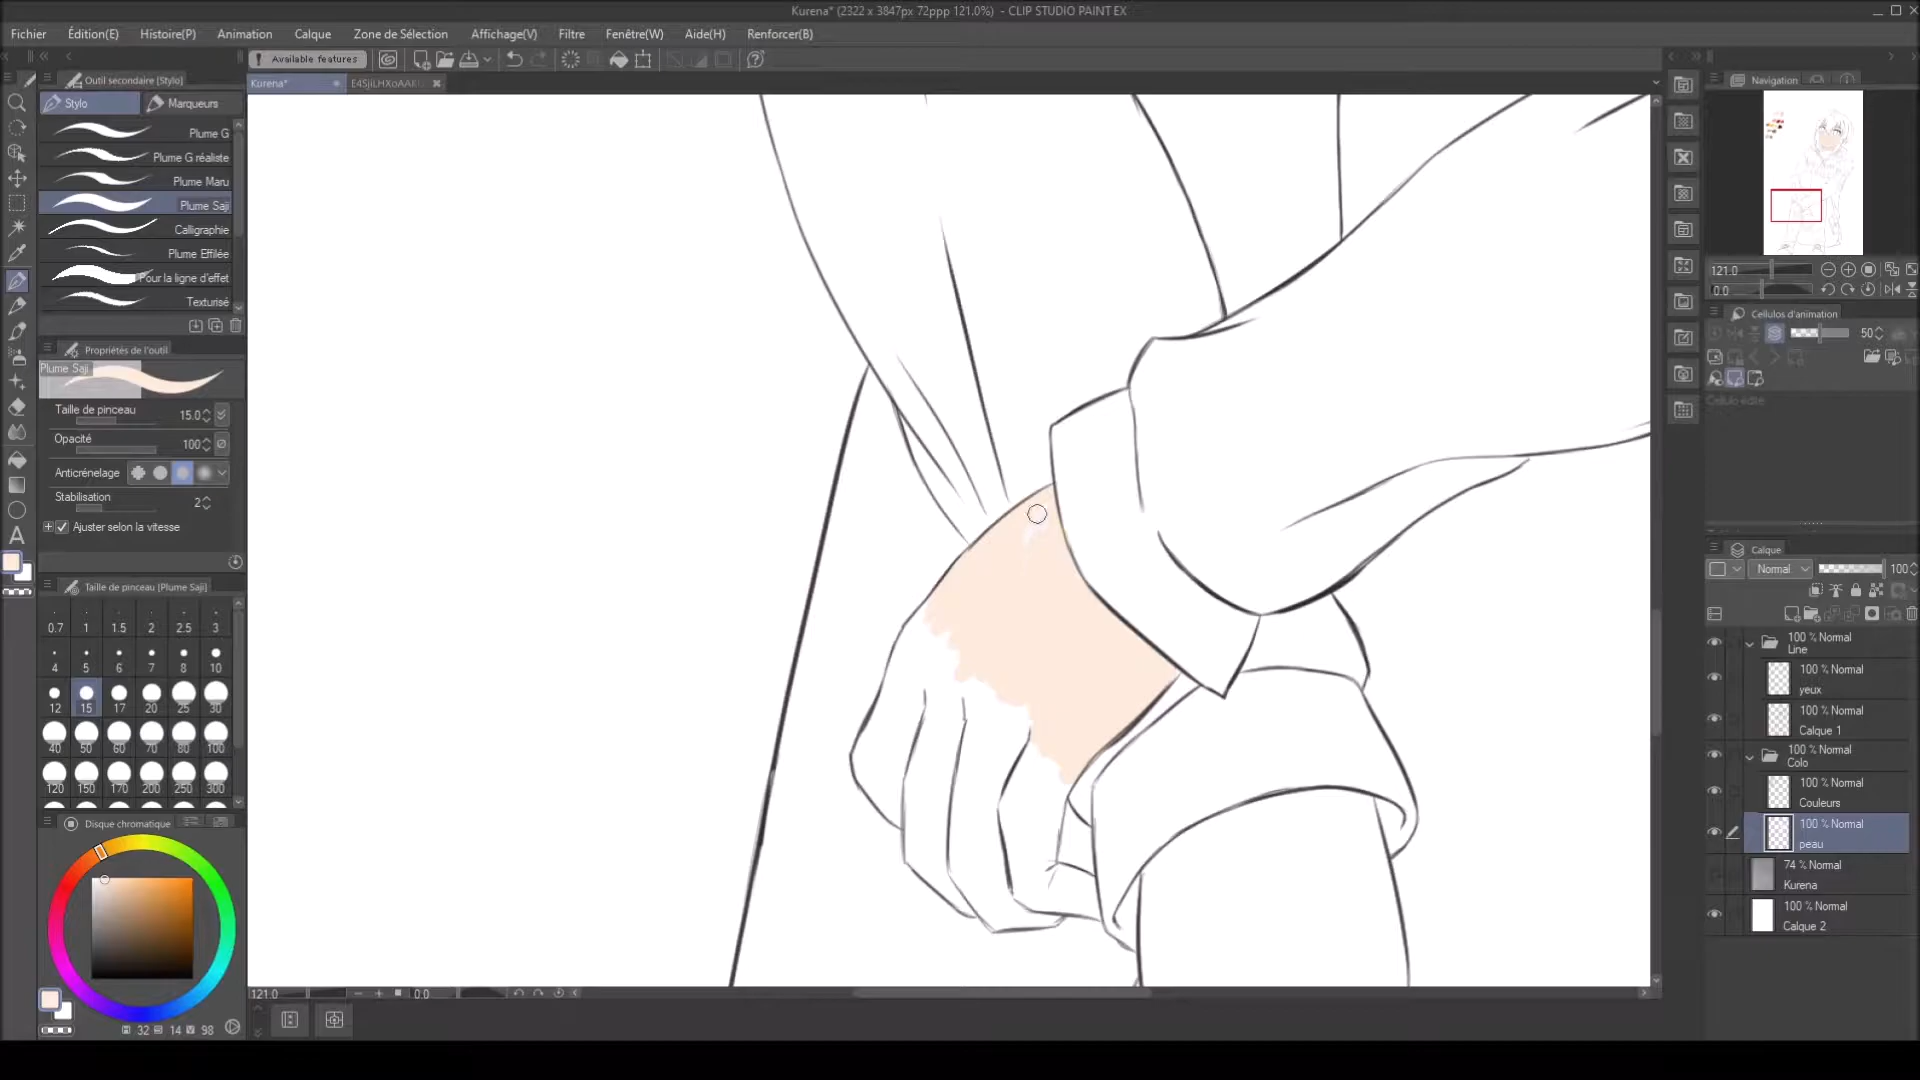 Kurena* (2322 x 3847px 72ppp 121.0%) - CLIP STUDIO PAINT EX
Fichier Édition(E) Histoire(P) Animation Calque Zone de Sélection Affichage(V) Filtre Fenêtre(W) Aide(H) Renforcer(B)
Available features
Outil secondaire (Stylo)
Kurena*
Stylo Marqueurs
Plume G
Plume G réaliste
Plume Maru
Plume Saji
Calligraphie
Plume Effilée
Pour la ligne d'effet
Texturisé
Propriétés de l'outil
Plume Saji
Taille de pinceau 15.0
Opacité 100
Anticrénelage
Stabilisation 2
Ajuster selon la vitesse
Taille de pinceau [Plume Saji]
0.7 1 1.5 2 2.5 3
4 5 6 7 8 10
12 15 17 20 25 30
40 50 60 70 80 100
120 150 170 200 250 300
Disque chromatique
32 14 98
121.0 0.0
Navigation
121.0
0.0
Cellulos d'animation
50
Cellulo édité
Calque
Normal 100
100 % Normal
Line
100 % Normal
yeux
100 % Normal
Calque 1
100 % Normal
Colo
100 % Normal
Couleurs
100 % Normal
peau
74 % Normal
Kurena
100 % Normal
Calque 2